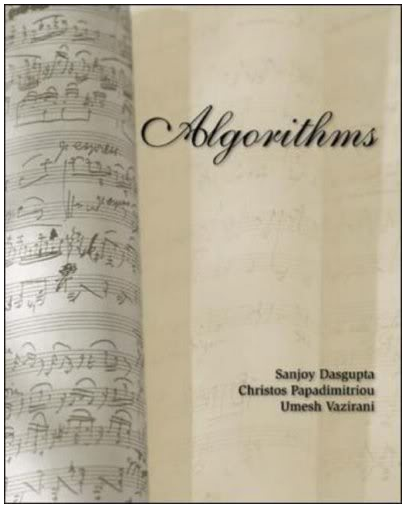 Algorithms
Sanjoy Dasgupta
Christos Papadimitriou
Umesh Vazirani